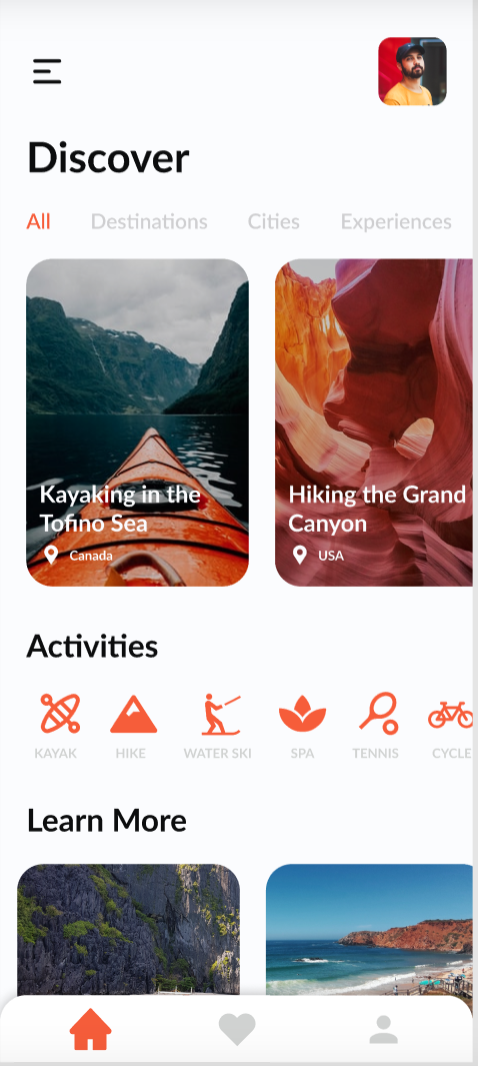 Discover
All Destinations Cities Experiences
Kayaking in the
Tofino Sea
Canada
Hiking the Grand
Canyon
USA
Activities
KAYAK HIKE WATER SKI SPA TENNIS CYCLE
Learn More